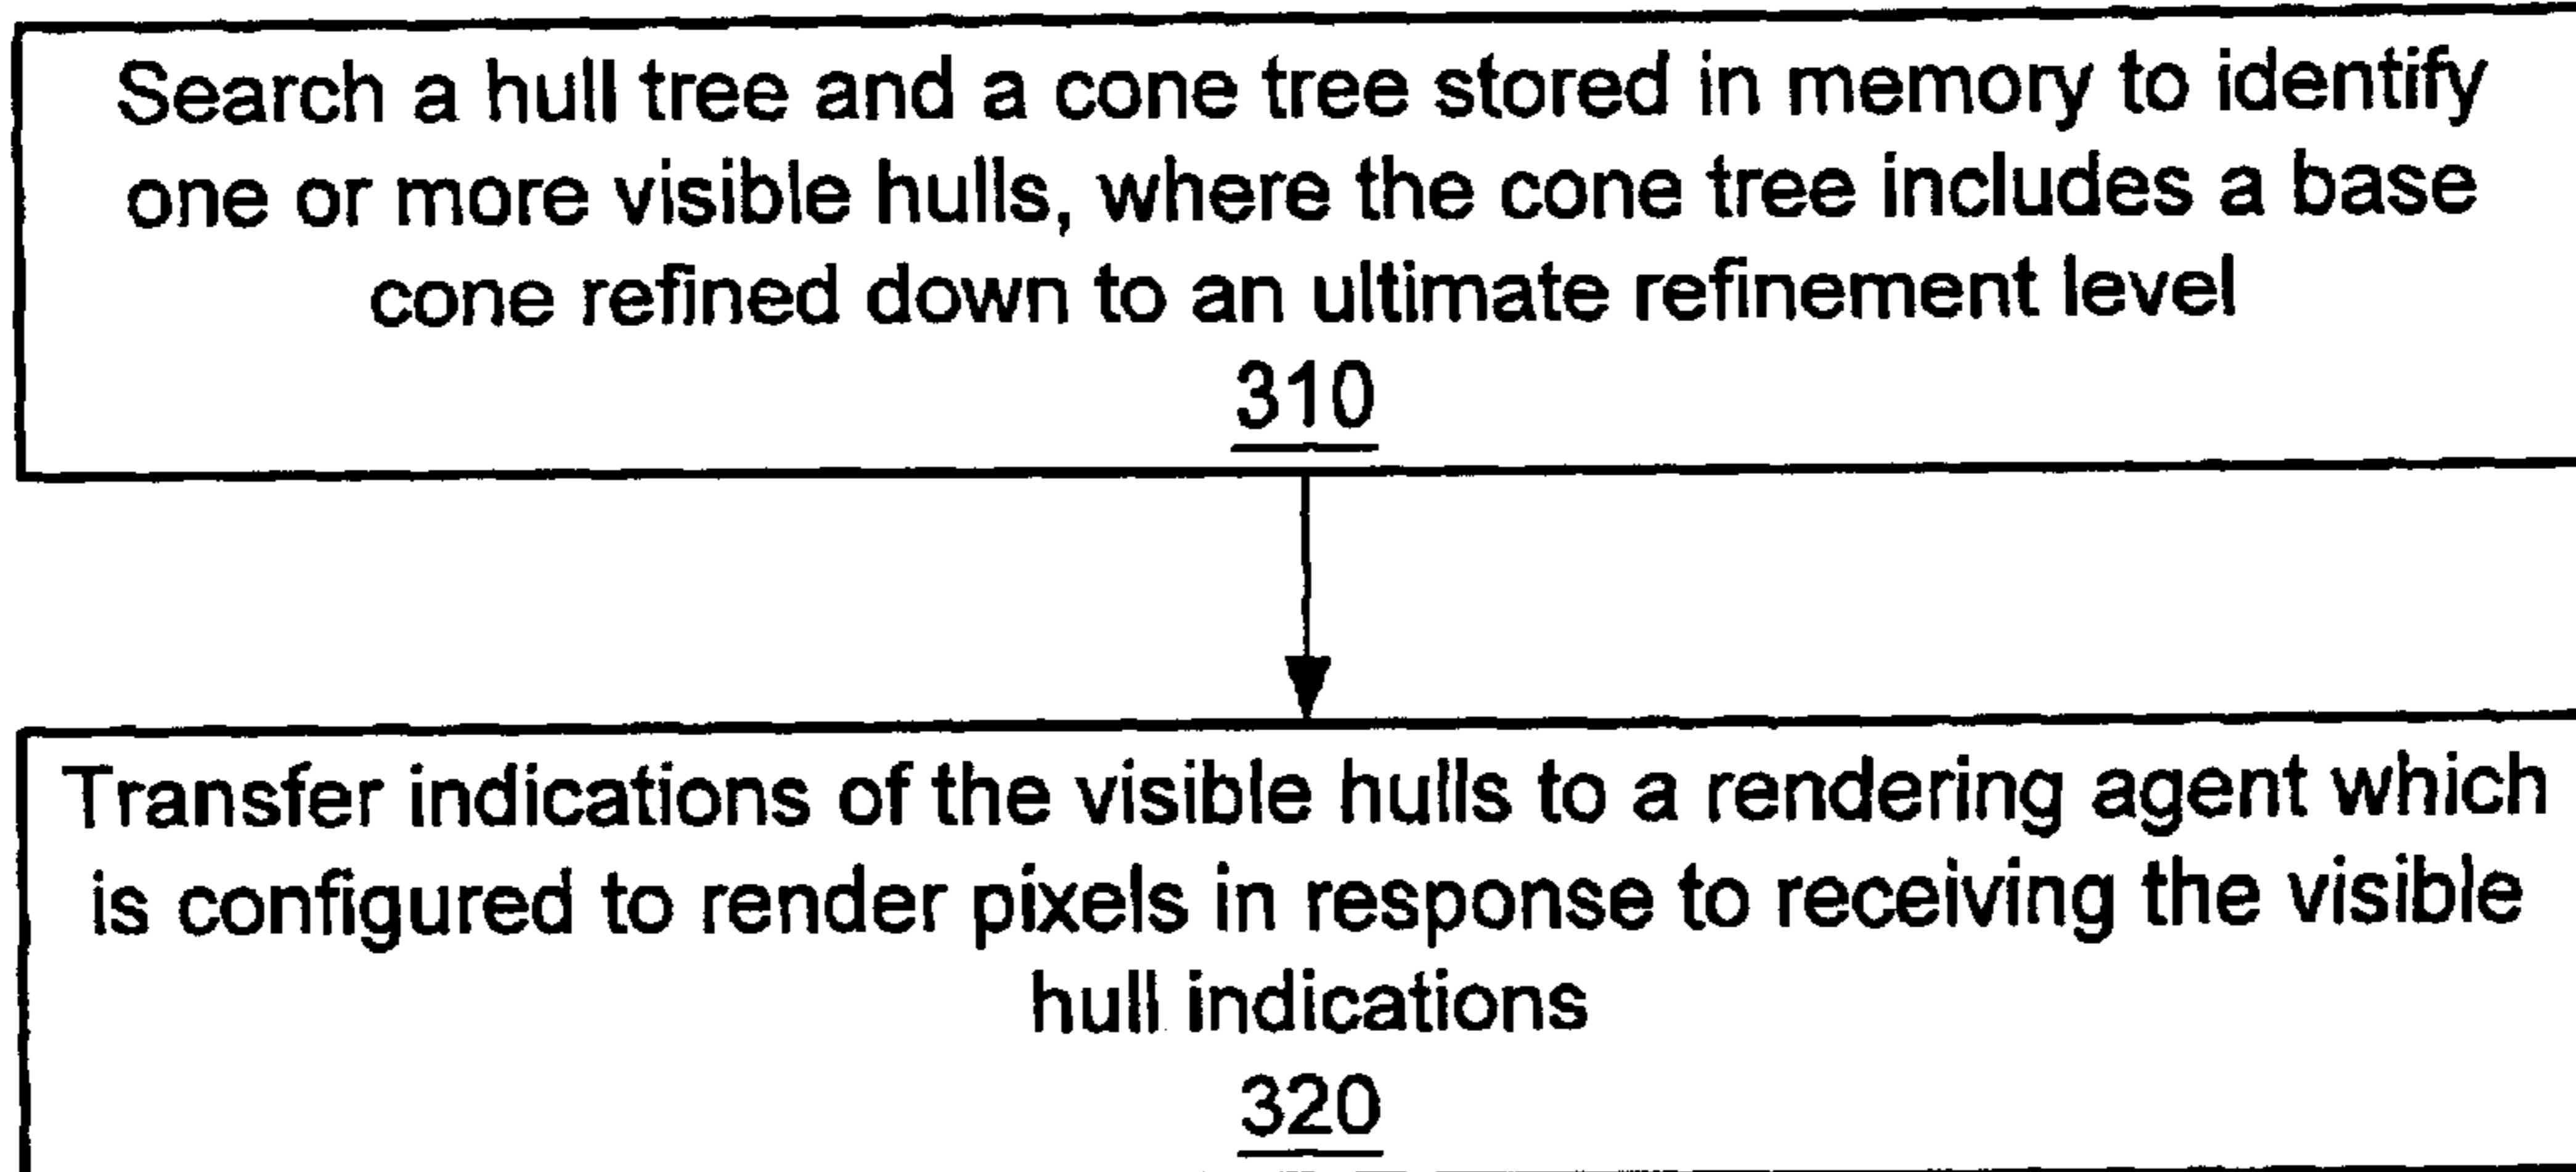 Search a hull tree and a cone tree stored in memory to identify
one or more visible hulls, where the cone tree includes a base
cone refined down to an ultimate refinement level
310
Transfer indications of the visible hulls to a rendering agent which
is configured to render pixels in response to receiving the visible
hull indications
320